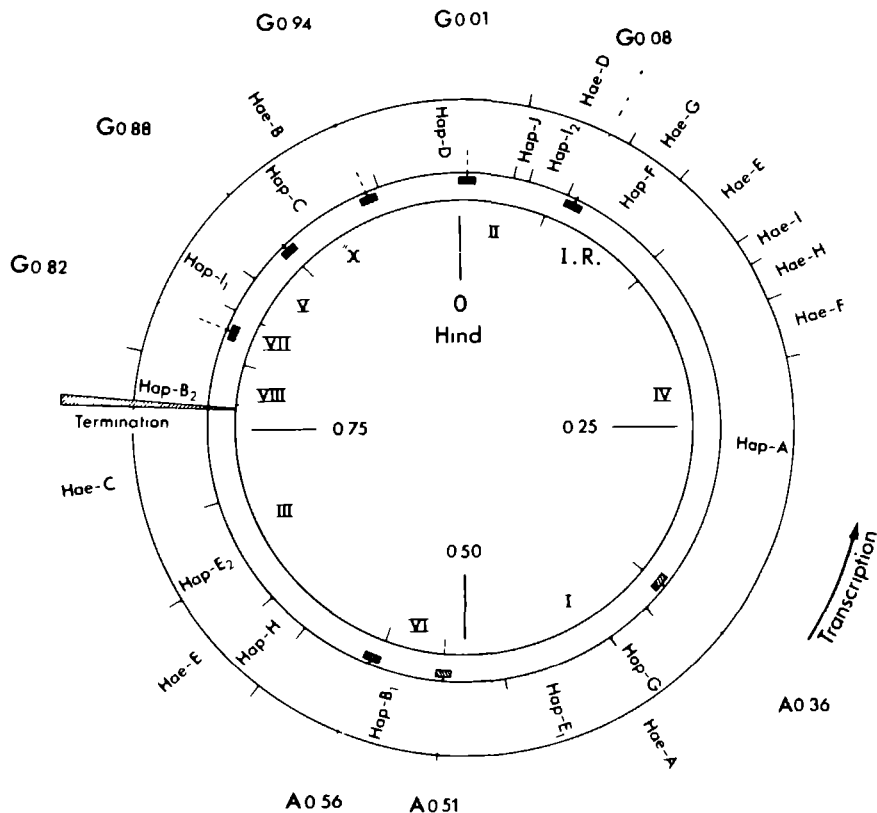 G0 94
G0 01
G0 08
Hae-D
Hae-G
Hae-B
Hap-D
Hap-J
Hap-I2
G0 88
Hap-C
Hap-F
Hae-E
Hae-I
Hae-H
Hae-F
G0 82
Hap-I1
"X
II
I.R.
V
0
Hind
VII
VIII
IV
Hap-B2
Termination
0 75
0 25
Hap-A
Hae-C
III
0 50
Transcription
Hap-E2
I
VI
Hap-H
Hae-E
Hap-G
A0 36
Hap-B1
Hap-E1
Hae-A
A0 56
A0 51